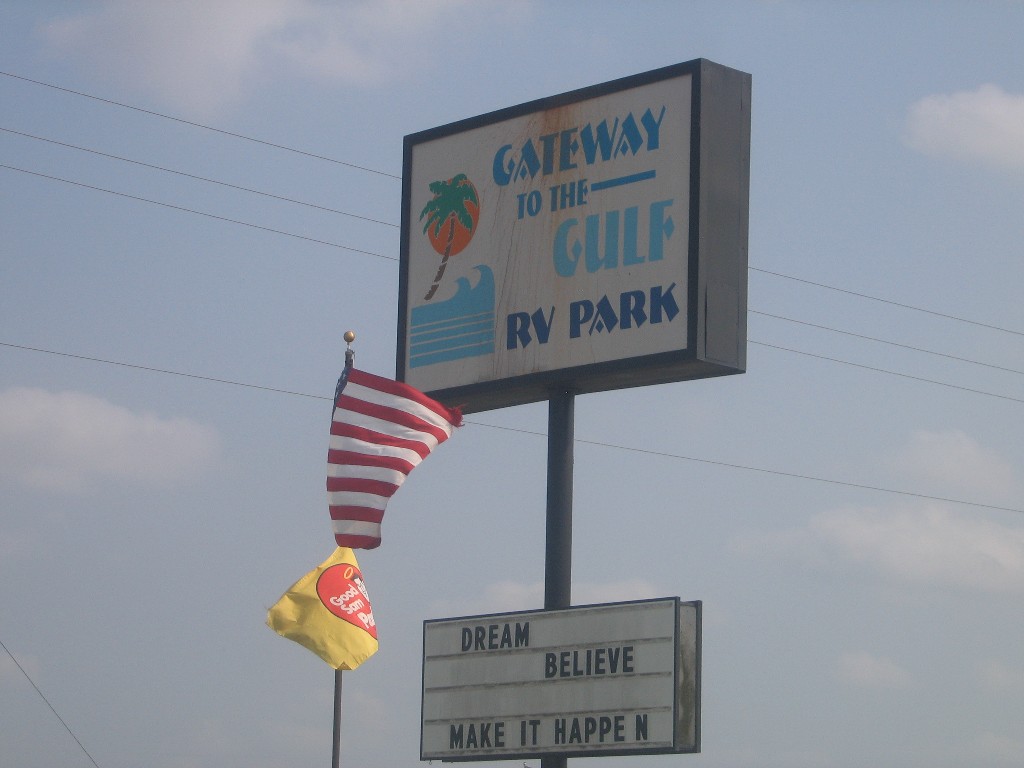 GATEWAY
TO THE
GULF
RV PARK
Good
Sam
DREAM
BELIEVE
MAKE IT HAPPE N